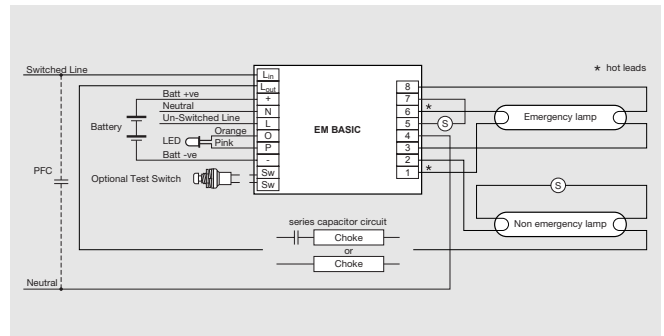 Switched Line
* hot leads
Lin
Lout
Batt +ve
+
Neutral
N
Un-Switched Line
L
Battery
LED
Orange
O
Pink
P
Batt -ve
-
Optional Test Switch
Sw
Sw
EM BASIC
8
7
*
6
5
S
4
3
2
*
1
Emergency lamp
S
Non emergency lamp
PFC
series capacitor circuit
Choke
or
Choke
Neutral